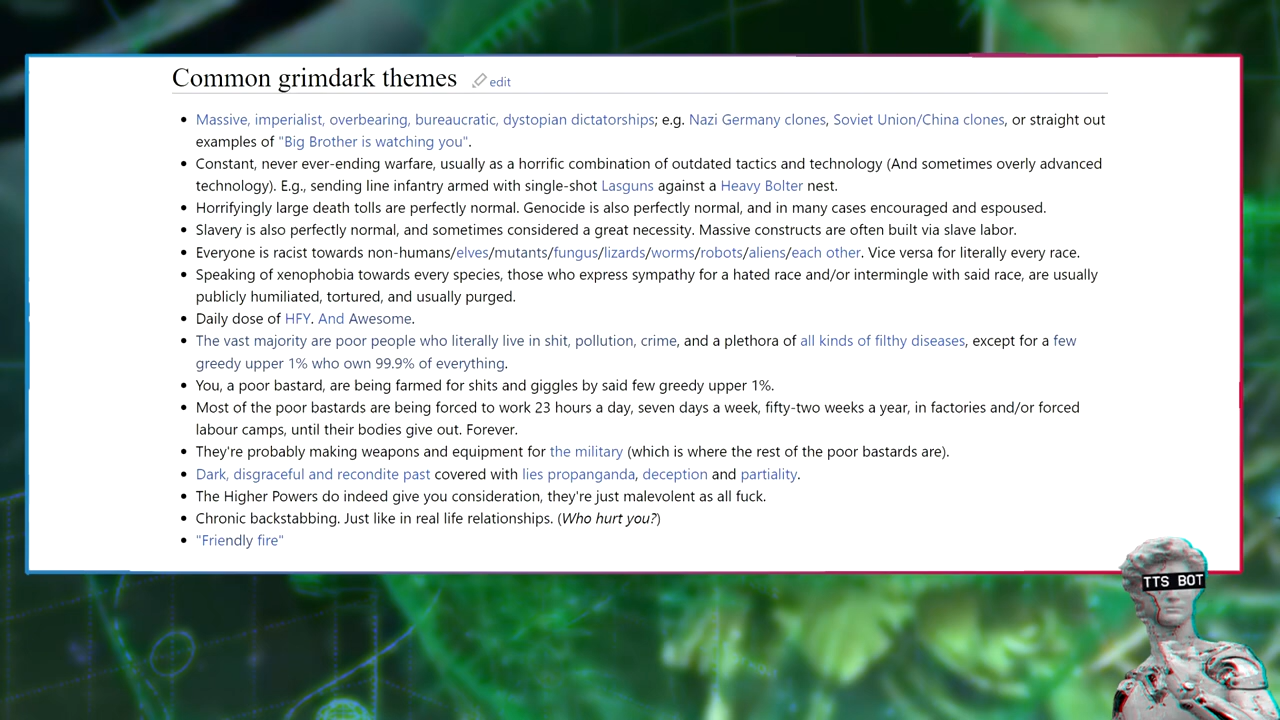 Common grimdark themes edit
Massive, imperialist, overbearing, bureaucratic, dystopian dictatorships; e.g. Nazi Germany clones, Soviet Union/China clones, or straight out
examples of "Big Brother is watching you".
Constant, never ever-ending warfare, usually as a horrific combination of outdated tactics and technology (And sometimes overly advanced
technology). E.g., sending line infantry armed with single-shot Lasguns against a Heavy Bolter nest.
Horrifyingly large death tolls are perfectly normal. Genocide is also perfectly normal, and in many cases encouraged and espoused.
Slavery is also perfectly normal, and sometimes considered a great necessity. Massive constructs are often built via slave labor.
Everyone is racist towards non-humans/elves/mutants/fungus/lizards/worms/robots/aliens/each other. Vice versa for literally every race.
Speaking of xenophobia towards every species, those who express sympathy for a hated race and/or intermingle with said race, are usually
publicly humiliated, tortured, and usually purged.
Daily dose of HFY. And Awesome.
The vast majority are poor people who literally live in shit, pollution, crime, and a plethora of all kinds of filthy diseases, except for a few
greedy upper 1% who own 99.9% of everything.
You, a poor bastard, are being farmed for shits and giggles by said few greedy upper 1%.
Most of the poor bastards are being forced to work 23 hours a day, seven days a week, fifty-two weeks a year, in factories and/or forced
labour camps, until their bodies give out. Forever.
They're probably making weapons and equipment for the military (which is where the rest of the poor bastards are).
Dark, disgraceful and recondite past covered with lies propaganda, deception and partiality.
The Higher Powers do indeed give you consideration, they're just malevolent as all fuck.
Chronic backstabbing. Just like in real life relationships. (Who hurt you?)
"Friendly fire"
TTS BOT